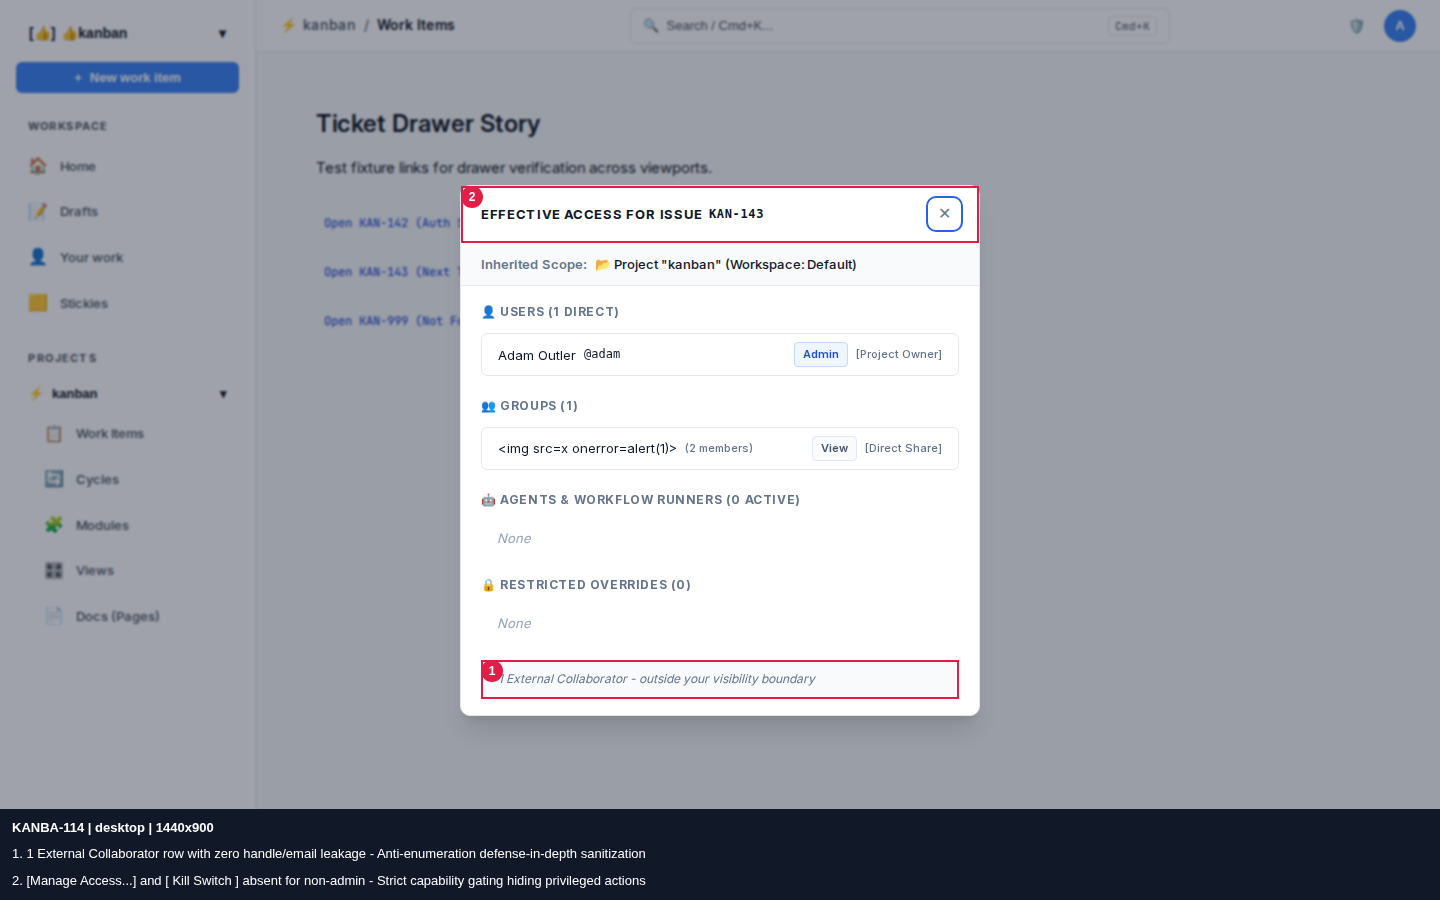 [👍] 👍kanban ▾
+ New work item
WORKSPACE
Home
Drafts
Your work
Stickies
PROJECTS
⚡ kanban ▾
Work Items
Cycles
Modules
Views
Docs (Pages)
⚡ kanban / Work Items
Search / Cmd+K...
Cmd+K
A
Ticket Drawer Story
Test fixture links for drawer verification across viewports.
Open KAN-142 (Auth
Open KAN-143 (Next
Open KAN-999 (Not
2
EFFECTIVE ACCESS FOR ISSUE KAN-143
✕
Inherited Scope: 📂 Project "kanban" (Workspace: Default)
👤 USERS (1 DIRECT)
Adam Outler @adam Admin [Project Owner]
👥 GROUPS (1)
<img src=x onerror=alert(1)> (2 members) View [Direct Share]
🤖 AGENTS & WORKFLOW RUNNERS (0 ACTIVE)
None
🔒 RESTRICTED OVERRIDES (0)
None
1
External Collaborator - outside your visibility boundary
KANBA-114 | desktop | 1440x900
1. 1 External Collaborator row with zero handle/email leakage - Anti-enumeration defense-in-depth sanitization
2. [Manage Access...] and [ Kill Switch ] absent for non-admin - Strict capability gating hiding privileged actions